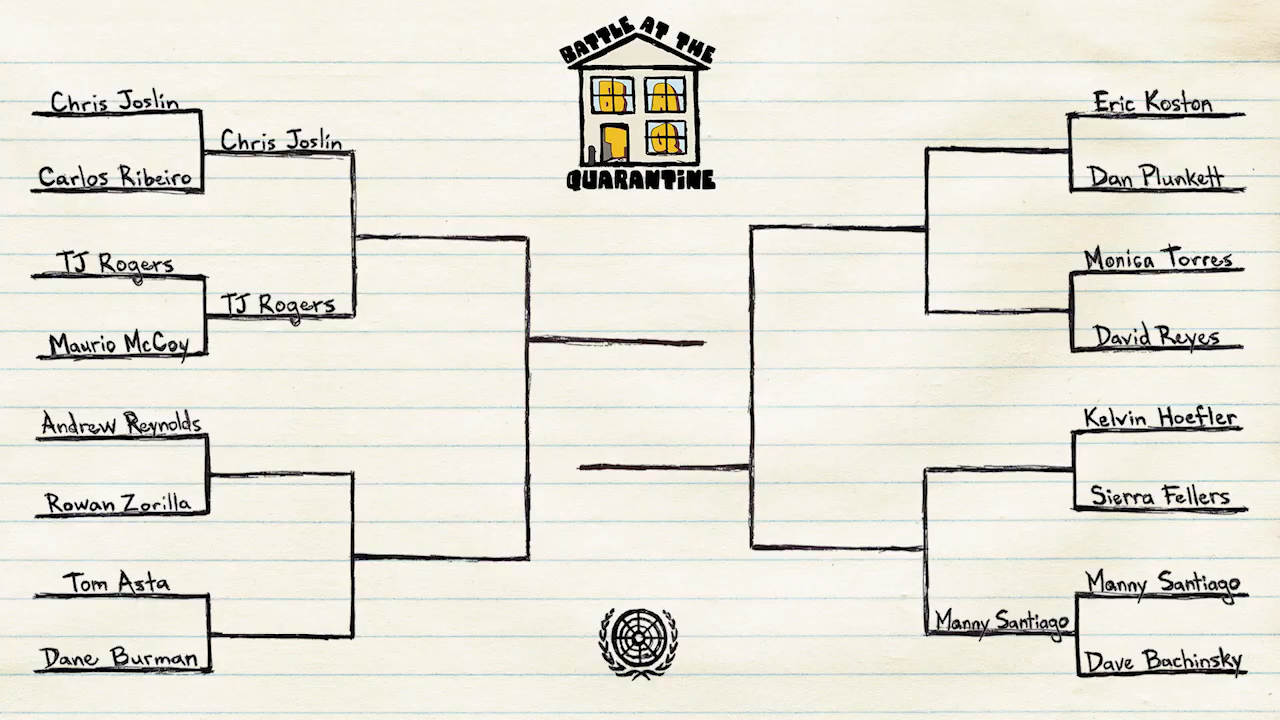 BATTLE AT THE
QUARANTINE
Chris Joslin
Chris Joslin
Carlos Ribeiro
TJ Rogers
TJ Rogers
Maurio McCoy
Andrew Reynolds
Rowan Zorilla
Tom Asta
Dane Burman
Eric Koston
Dan Plunkett
Monica Torres
David Reyes
Kelvin Hoefler
Sierra Fellers
Manny Santiago
Manny Santiago
Dave Bachinsky